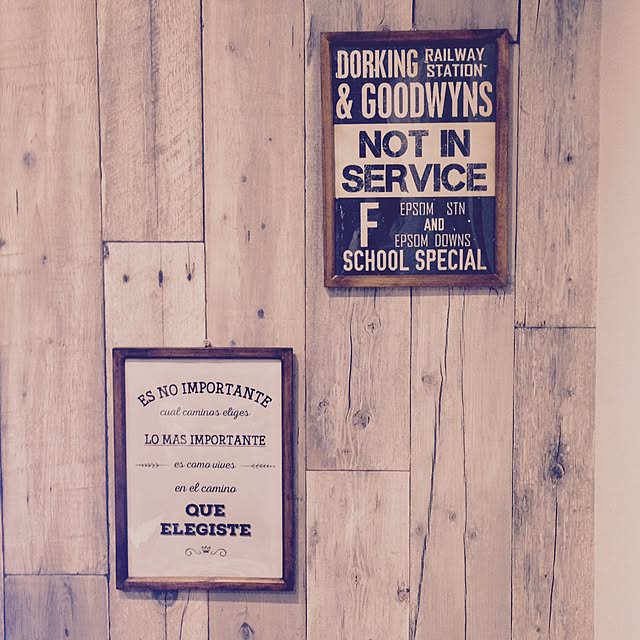 DORKING RAILWAY STATION
& GOODWYNS
NOT IN
SERVICE
F EPSOM STN
AND
EPSOM DOWNS
SCHOOL SPECIAL
ES NO IMPORTANTE
cual caminos eliges
LO MAS IMPORTANTE
es como vives
en el camino
QUE
ELEGISTE